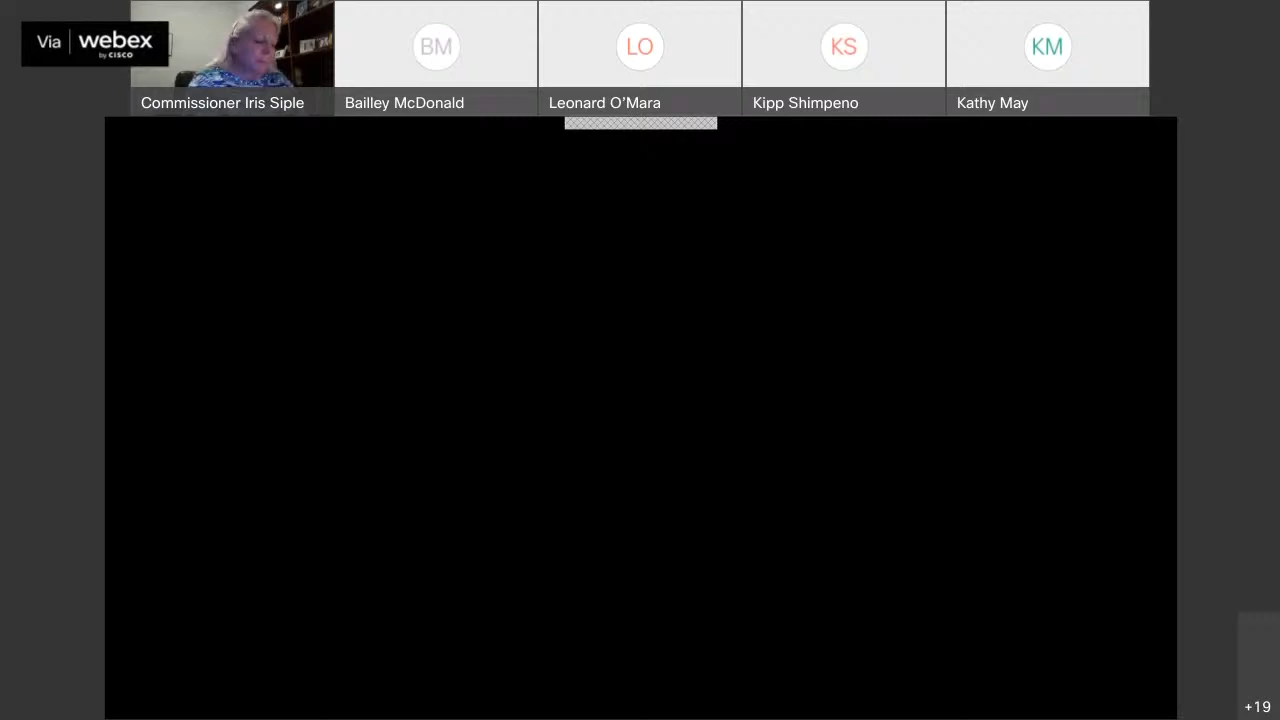 Via webex
by CISCO
BM
LO
KS
KM
Commissioner Iris Siple
Bailley McDonald
Leonard O'Mara
Kipp Shimpeno
Kathy May
+19